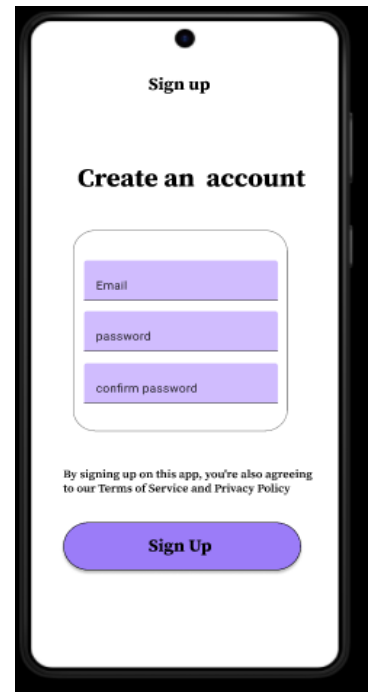 Sign up
Create an  account
Email
password
confirm password
By signing up on this app, you're also agreeing
to our Terms of Service and Privacy Policy
Sign Up